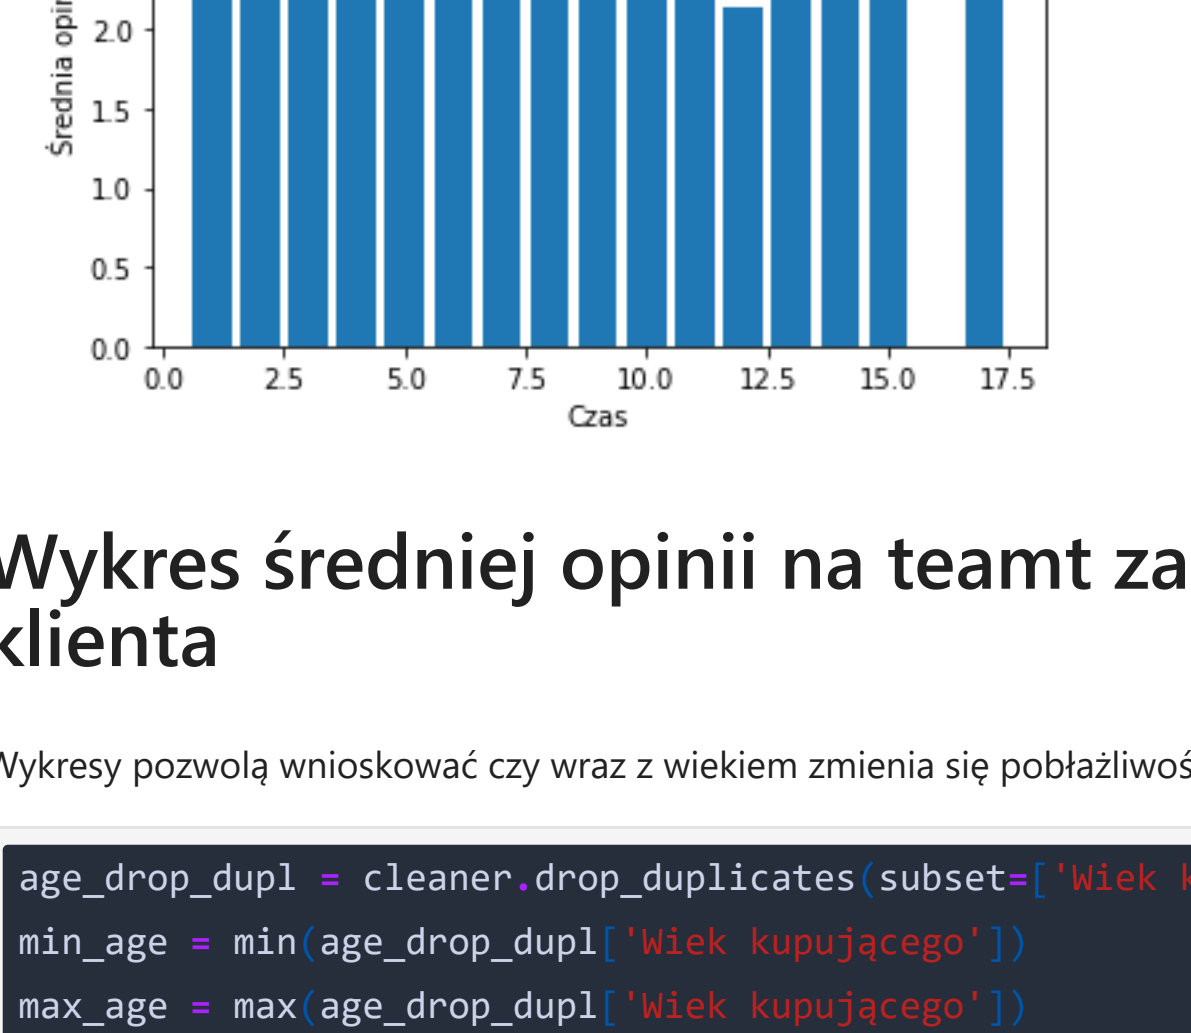 Średnia opin
2.0
1.5
1.0
0.5
0.0
0.0 2.5 5.0 7.5 10.0 12.5 15.0 17.5
Czas
Wykres średniej opinii na teamt za
klienta
Wykresy pozwolą wnioskować czy wraz z wiekiem zmienia się pobłażliwoś
age_drop_dupl = cleaner.drop_duplicates(subset=['Wiek k
min_age = min(age_drop_dupl['Wiek kupującego'])
max_age = max(age_drop_dupl['Wiek kupującego'])